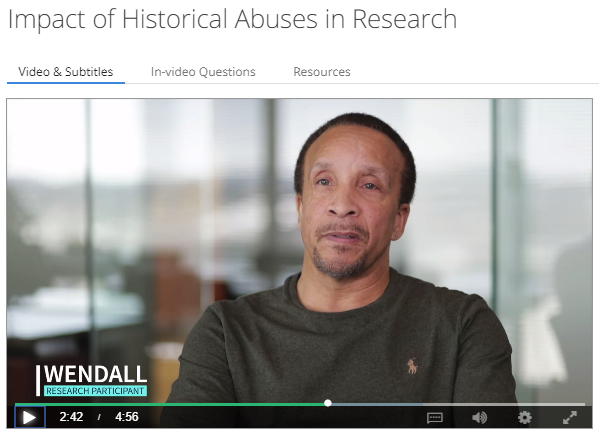 Impact of Historical Abuses in Research
Video & Subtitles In-video Questions Resources
WENDALL
RESEARCH PARTICIPANT
2:42 / 4:56